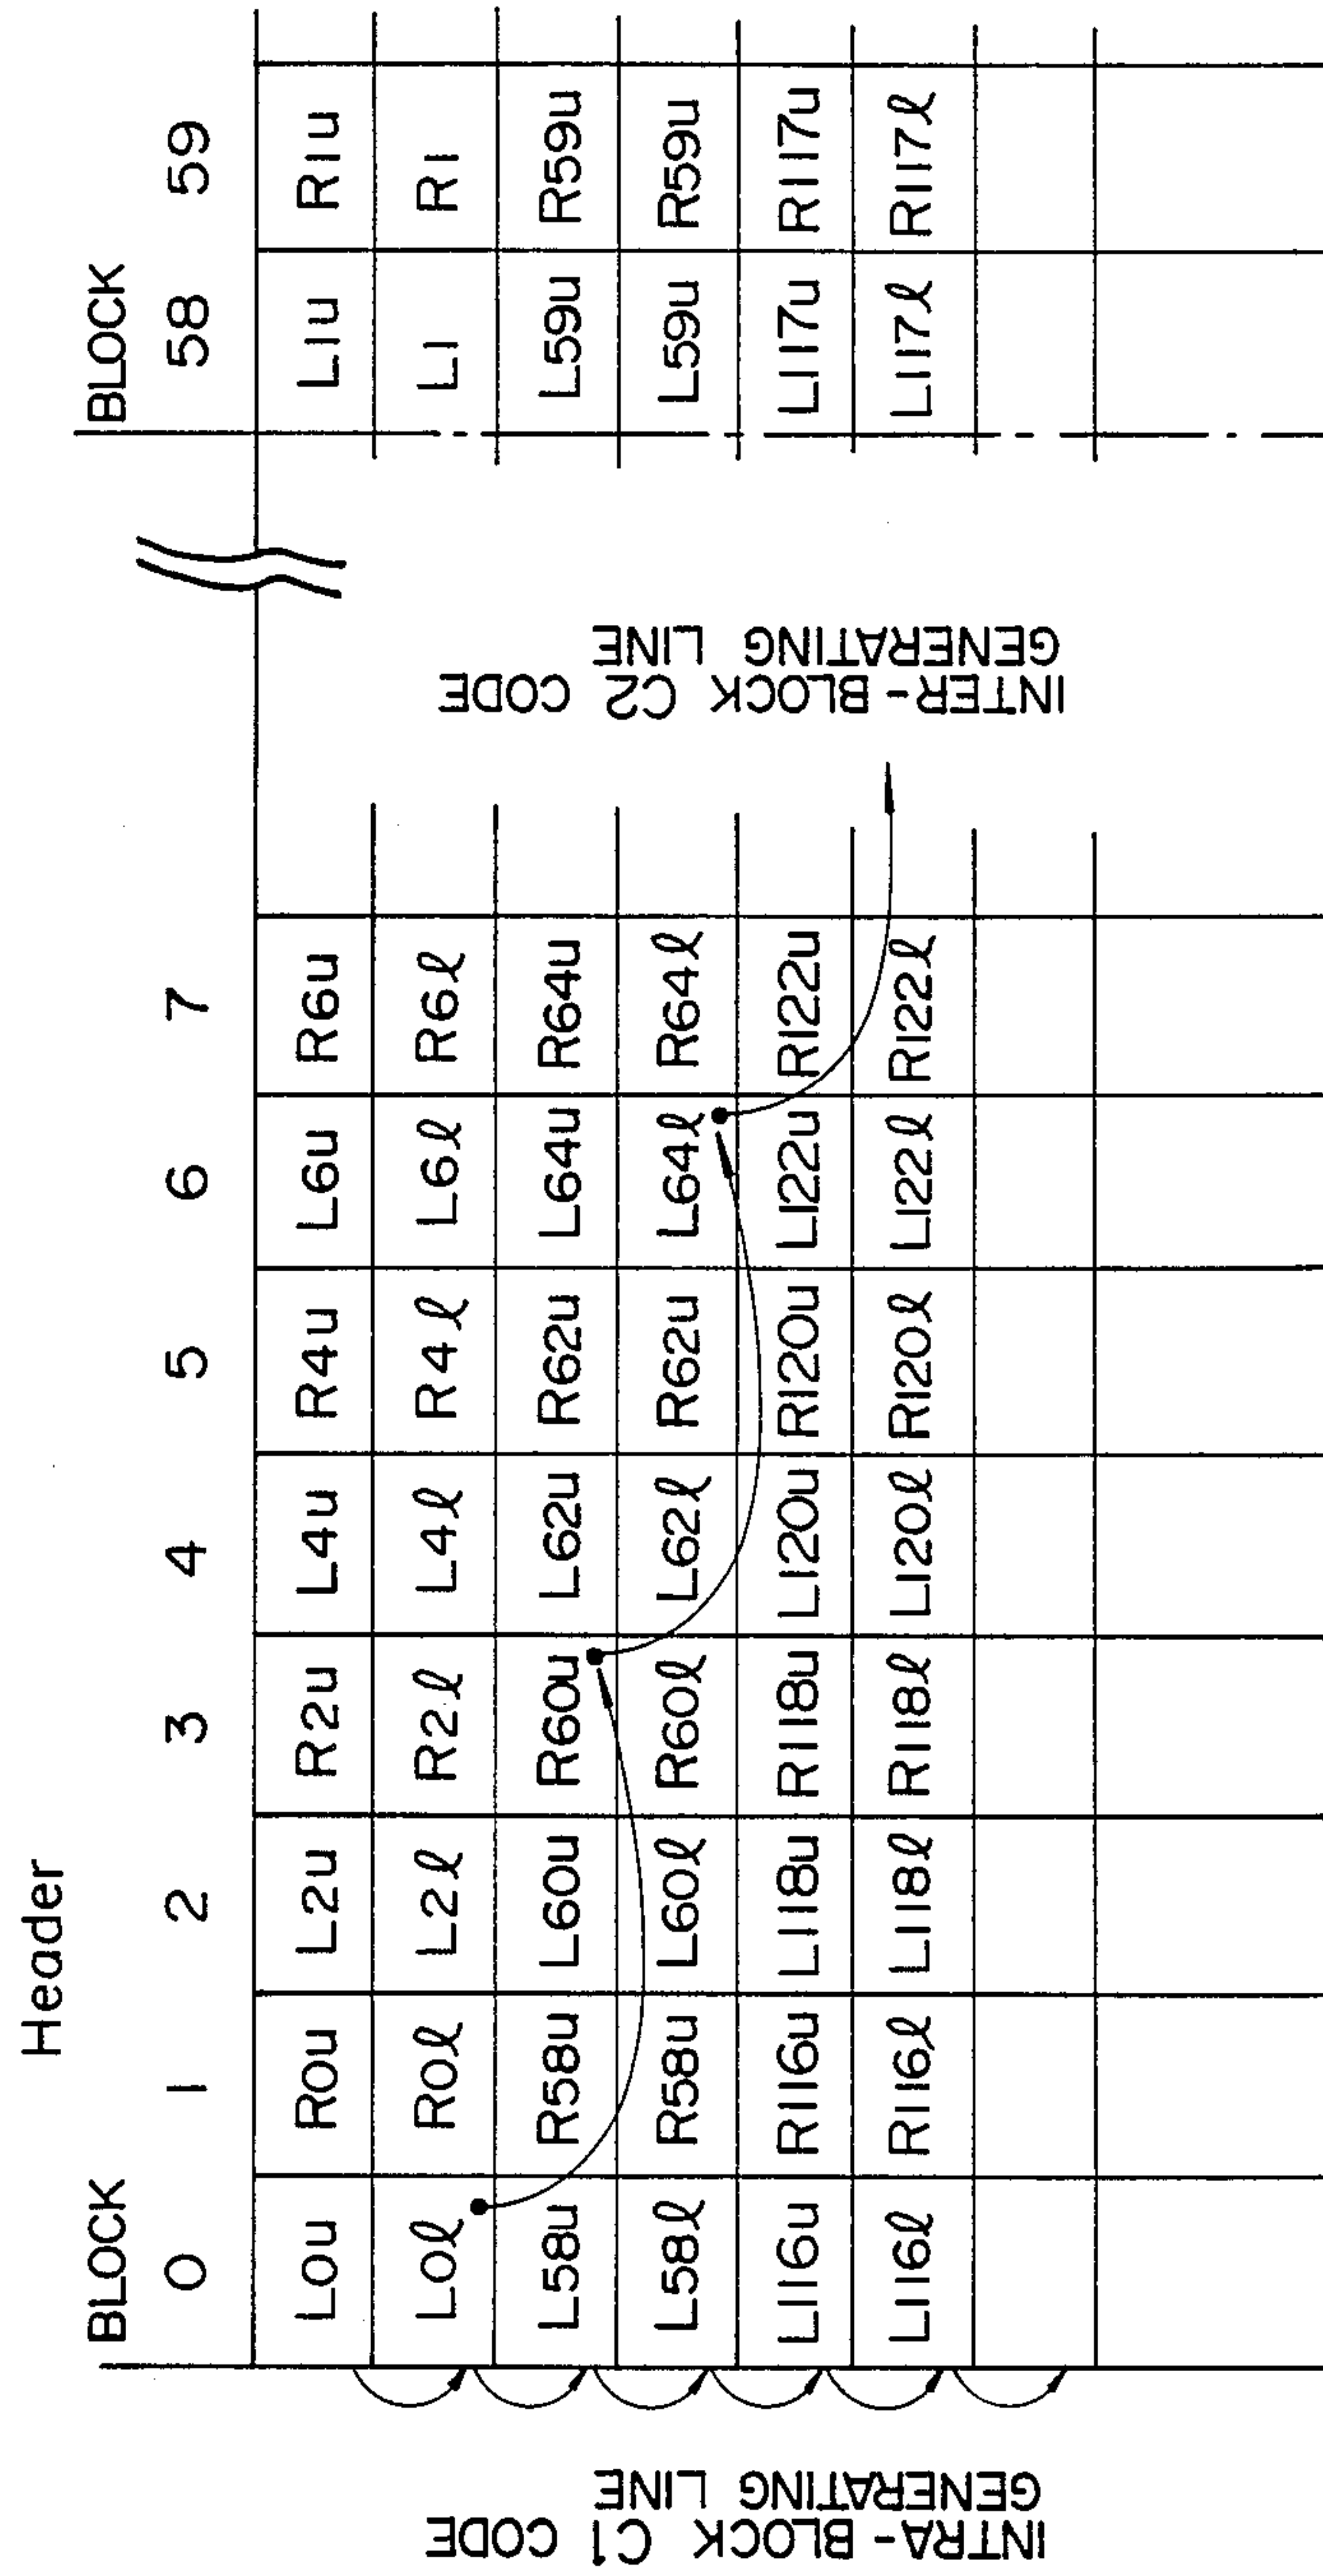 Header
BLOCK BLOCK
0 1 2 3 4 5 6 7 58 59
L0u R0u L2u R2u L4u R4u L6u R6u L1u R1u
L0ℓ R0ℓ L2ℓ R2ℓ L4ℓ R4ℓ L6ℓ R6ℓ L1 R1
L58u R58u L60u R60u L62u R62u L64u R64u L59u R59u
L58ℓ R58u L60ℓ R60ℓ L62ℓ R62u L64ℓ R64ℓ L59u R59u
L116u R116u L118u R118u L120u R120u L122u R122u L117u R117u
L116ℓ R116ℓ L118ℓ R118ℓ L120ℓ R120ℓ L122ℓ R122ℓ L117ℓ R117ℓ
INTRA-BLOCK C1 CODE
GENERATING LINE
INTER-BLOCK C2 CODE
GENERATING LINE